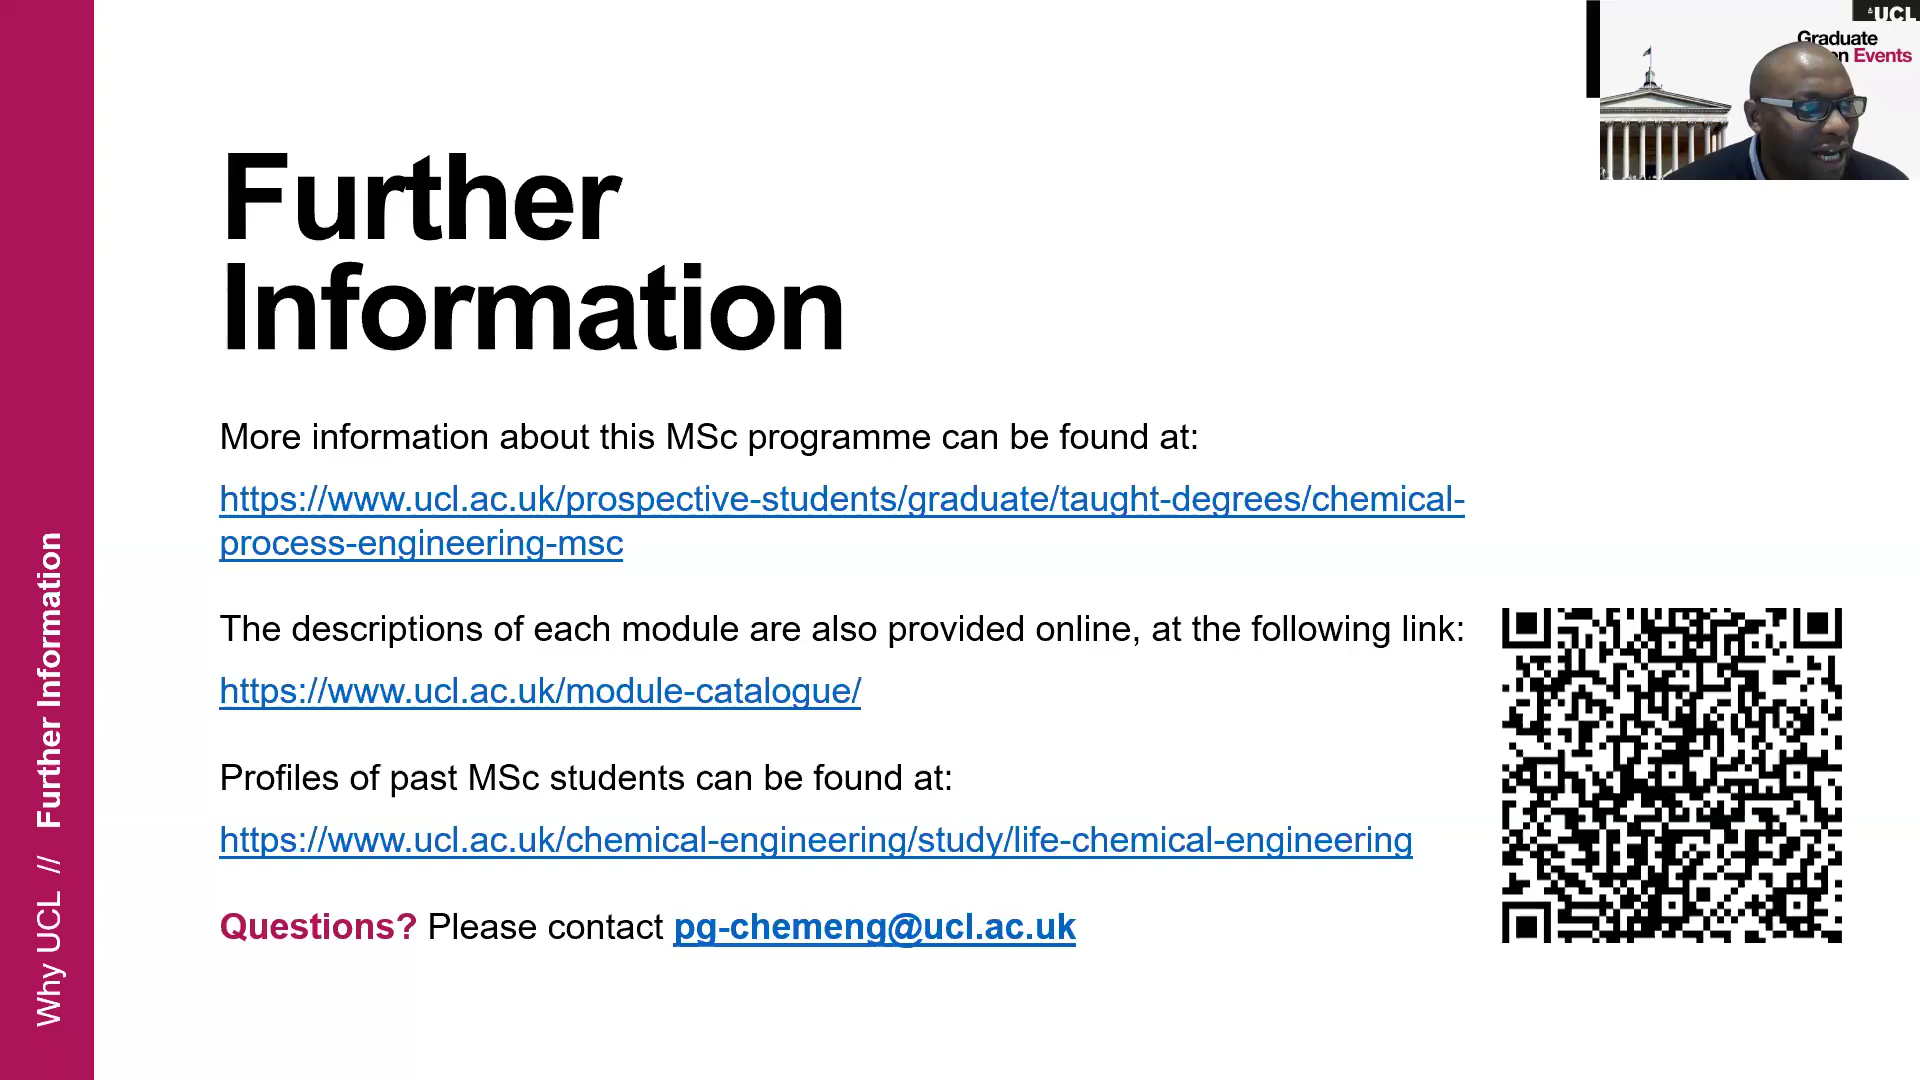 UCL
Graduate
Events
Further
Information
More information about this MSc programme can be found at:
https://www.ucl.ac.uk/prospective-students/graduate/taught-degrees/chemical-
process-engineering-msc
The descriptions of each module are also provided online, at the following link:
https://www.ucl.ac.uk/module-catalogue/
Profiles of past MSc students can be found at:
https://www.ucl.ac.uk/chemical-engineering/study/life-chemical-engineering
Questions? Please contact pg-chemeng@ucl.ac.uk
Why UCL // Further Information